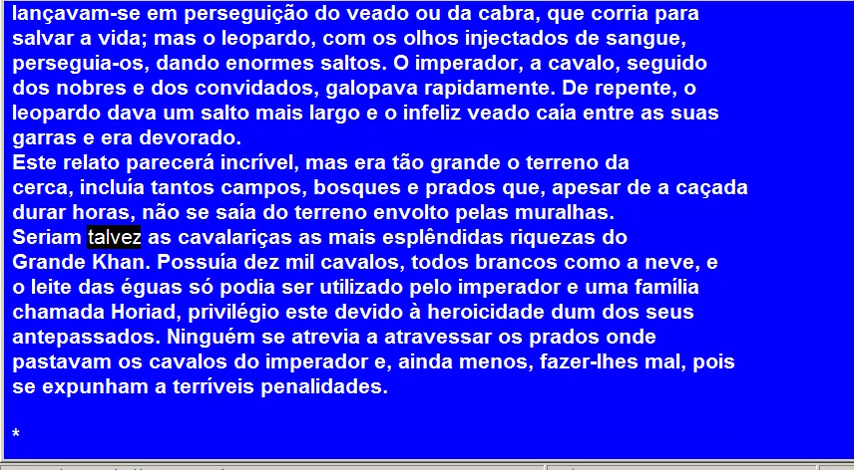 lançavam-se em perseguição do veado ou da cabra, que corria para
salvar a vida; mas o leopardo, com os olhos injectados de sangue,
perseguia-os, dando enormes saltos. O imperador, a cavalo, seguido
dos nobres e dos convidados, galopava rapidamente. De repente, o
leopardo dava um salto mais largo e o infeliz veado caía entre as suas
garras e era devorado.
Este relato parecerá incrível, mas era tão grande o terreno da
cerca, incluía tantos campos, bosques e prados que, apesar de a caçada
durar horas, não se saía do terreno envolto pelas muralhas.
Seriam talvez as cavalariças as mais esplêndidas riquezas do
Grande Khan. Possuía dez mil cavalos, todos brancos como a neve, e
o leite das éguas só podia ser utilizado pelo imperador e uma família
chamada Horiad, privilégio este devido à heroicidade dum dos seus
antepassados. Ninguém se atrevia a atravessar os prados onde
pastavam os cavalos do imperador e, ainda menos, fazer-lhes mal, pois
se expunham a terríveis penalidades.
*